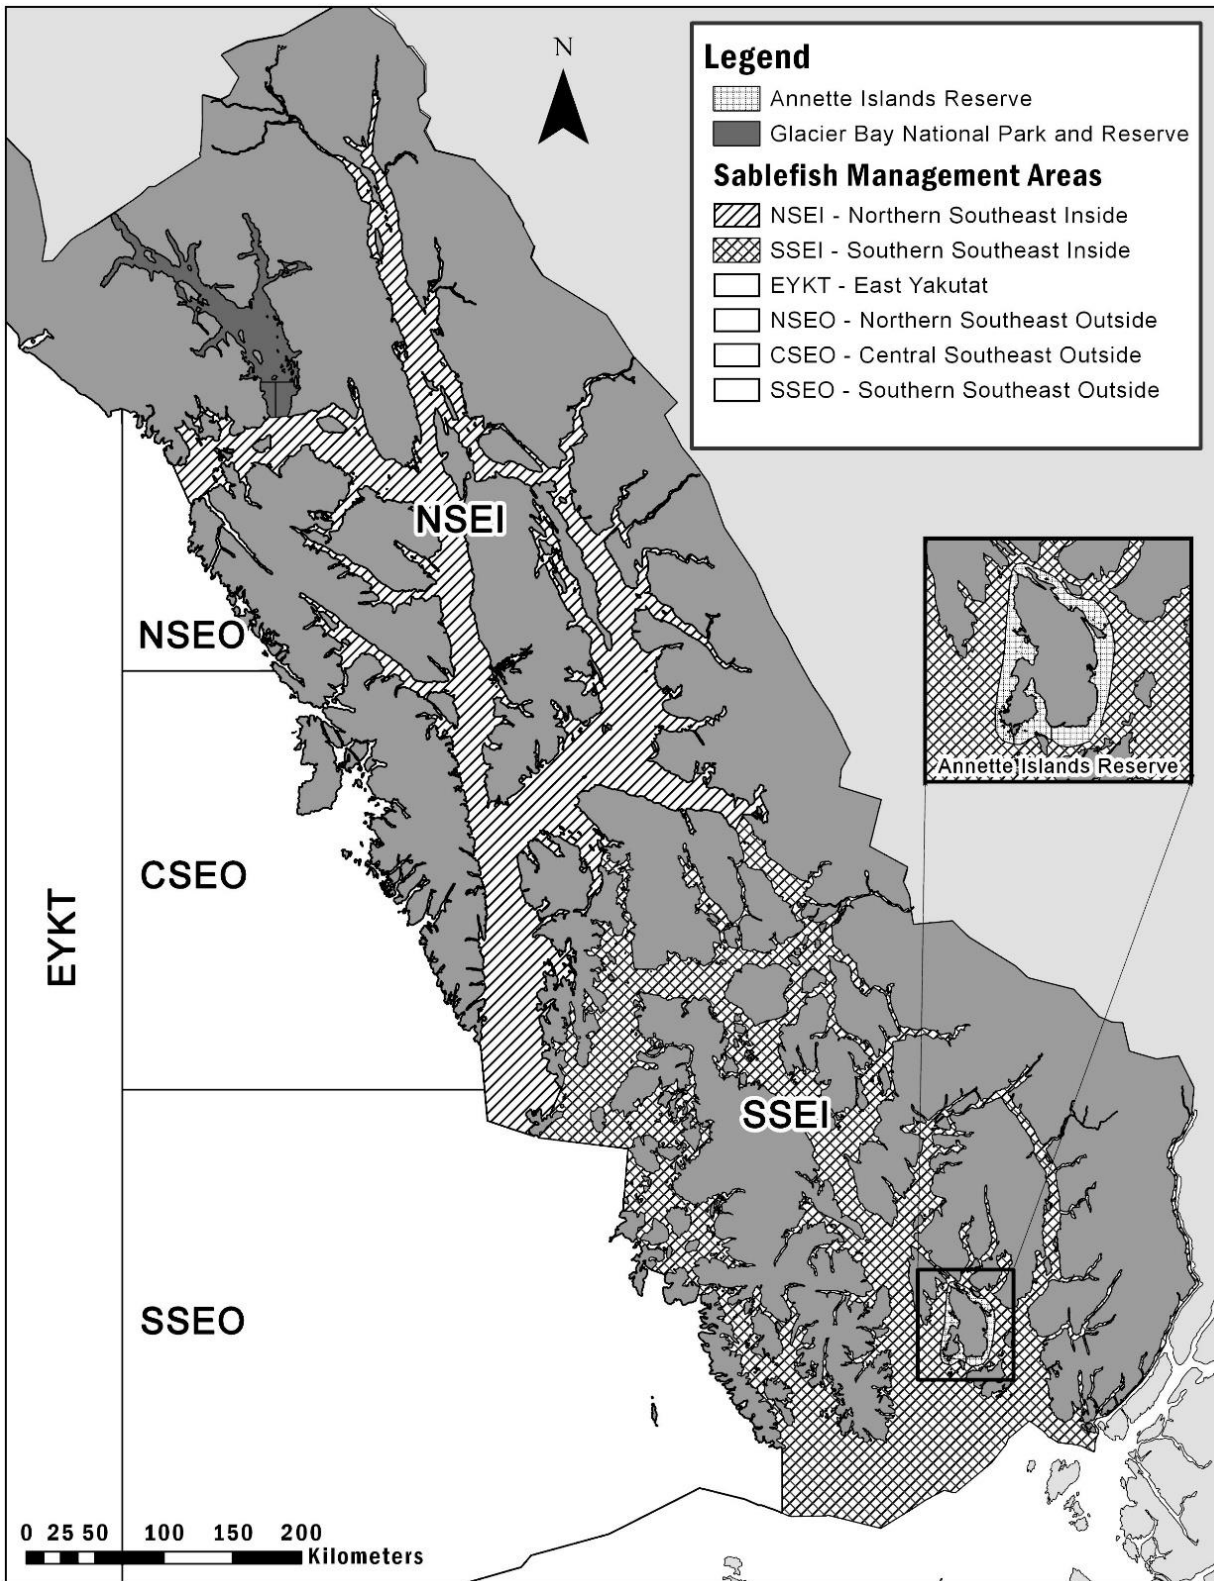 N
Legend
Annette Islands Reserve
Glacier Bay National Park and Reserve
Sablefish Management Areas
NSEI - Northern Southeast Inside
SSEI - Southern Southeast Inside
EYKT - East Yakutat
NSEO - Northern Southeast Outside
CSEO - Central Southeast Outside
SSEO - Southern Southeast Outside
NSEI
NSEO
Annette Islands Reserve
CSEO
EYKT
SSEI
SSEO
0 25 50 100 150 200
Kilometers